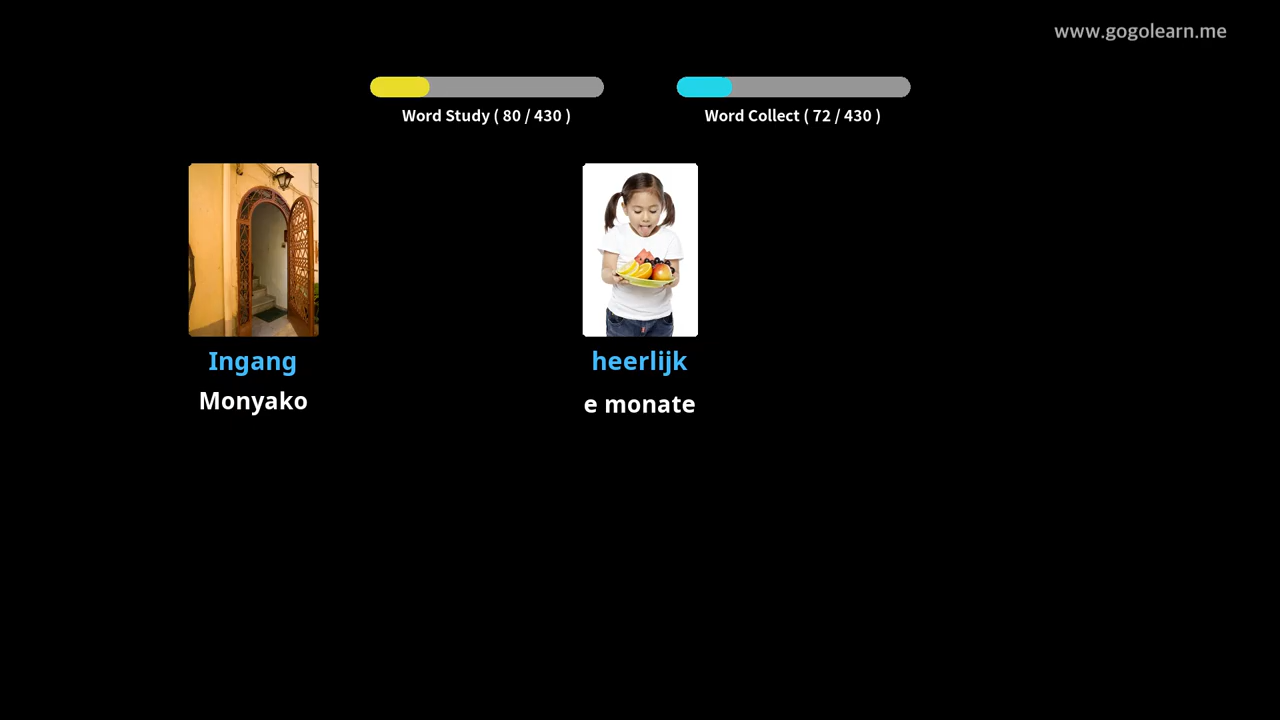 www.gogolearn.me
Word Study ( 80 / 430 )
Word Collect ( 72 / 430 )
Ingang
heerlijk
Monyako
e monate